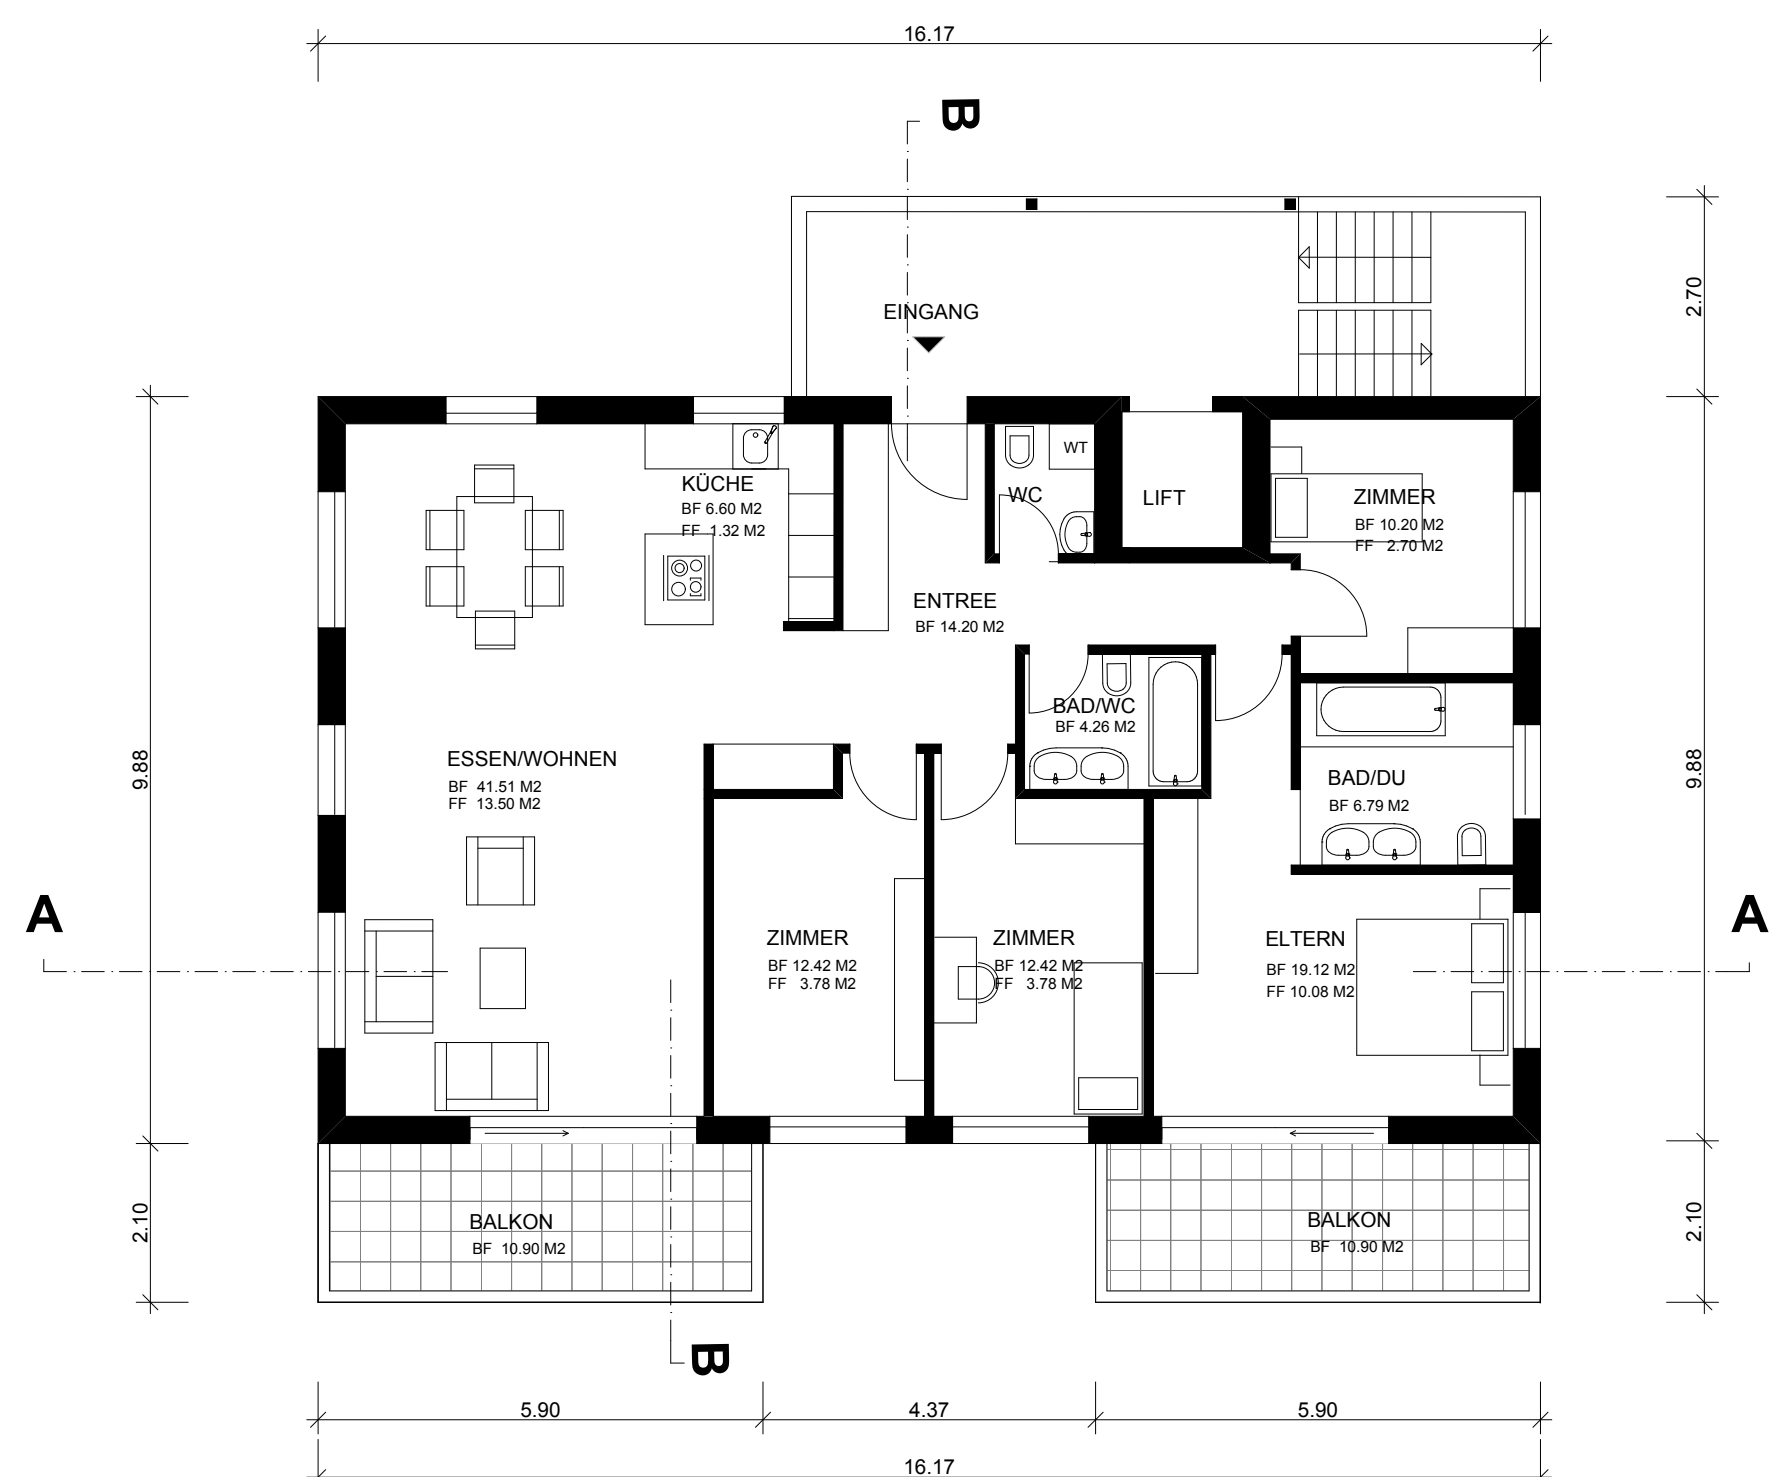 16.17
B
2.70
EINGANG
KÜCHE
BF 6.60 M2
FF 1.32 M2
WT
WC
LIFT
ZIMMER
BF 10.20 M2
FF 2.70 M2
ENTREE
BF 14.20 M2
BAD/WC
BF 4.26 M2
9.88
ESSEN/WOHNEN
BF 41.51 M2
FF 13.50 M2
BAD/DU
BF 6.79 M2
9.88
A
A
ZIMMER
BF 12.42 M2
FF 3.78 M2
ZIMMER
BF 12.42 M2
FF 3.78 M2
ELTERN
BF 19.12 M2
FF 10.08 M2
2.10
BALKON
BF 10.90 M2
BALKON
BF 10.90 M2
2.10
B
5.90
4.37
5.90
16.17